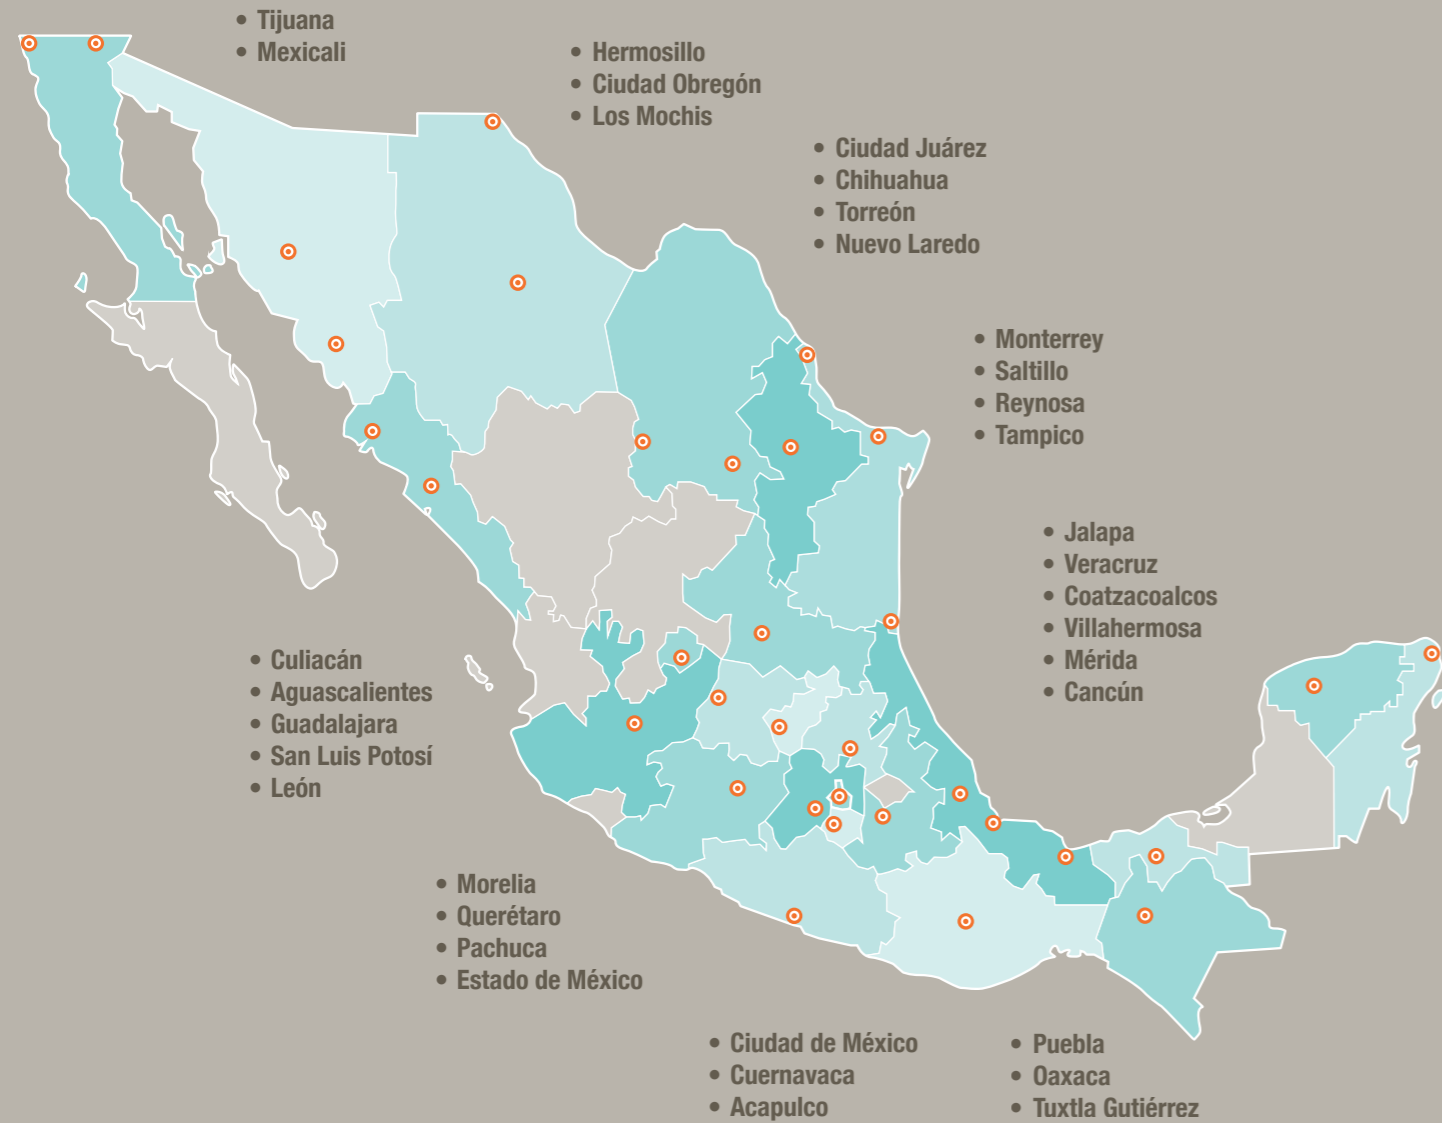 • Tijuana
• Mexicali
• Hermosillo
• Ciudad Obregón
• Los Mochis
• Ciudad Juárez
• Chihuahua
• Torreón
• Nuevo Laredo
• Monterrey
• Saltillo
• Reynosa
• Tampico
• Jalapa
• Veracruz
• Coatzacoalcos
• Villahermosa
• Mérida
• Cancún
• Culiacán
• Aguascalientes
• Guadalajara
• San Luis Potosí
• León
• Morelia
• Querétaro
• Pachuca
• Estado de México
• Ciudad de México
• Cuernavaca
• Acapulco
• Puebla
• Oaxaca
• Tuxtla Gutiérrez